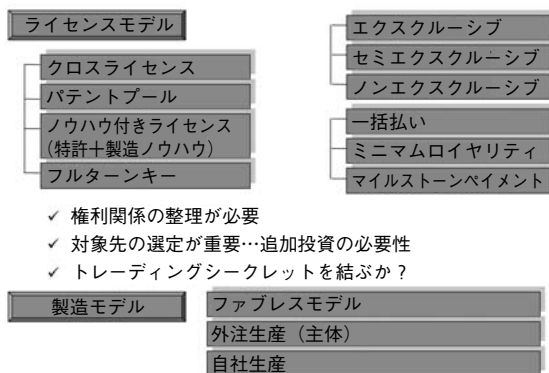 ライセンスモデル
クロスライセンス
パテントプール
ノウハウ付きライセンス
(特許＋製造ノウハウ)
フルターンキー
エクスクルーシブ
セミエクスクルーシブ
ノンエクスクルーシブ
一括払い
ミニマムロイヤリティ
マイルストーンペイメント
✓ 権利関係の整理が必要
✓ 対象先の選定が重要…追加投資の必要性
✓ トレーディングシークレットを結ぶか？
製造モデル
ファブレスモデル
外注生産（主体）
自社生産